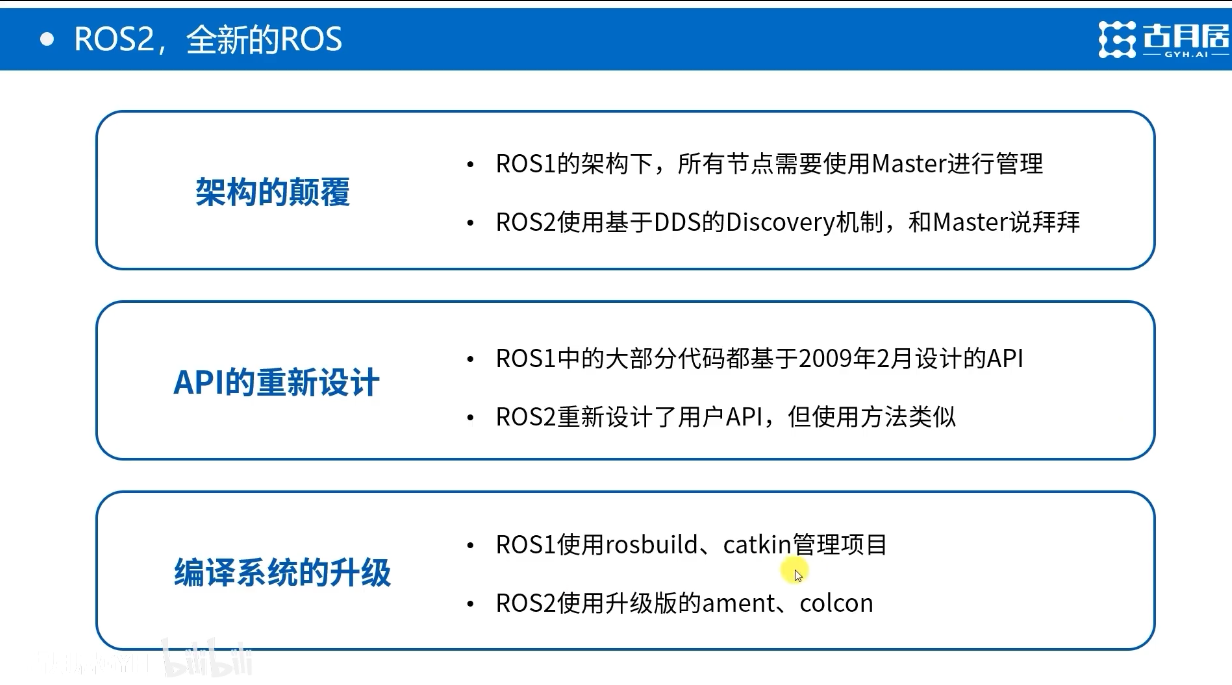 ROS2，全新的ROS
古月居
GYH.AI
架构的颠覆
• ROS1的架构下，所有节点需要使用Master进行管理
• ROS2使用基于DDS的Discovery机制，和Master说拜拜
API的重新设计
• ROS1中的大部分代码都基于2009年2月设计的API
• ROS2重新设计了用户API，但使用方法类似
编译系统的升级
• ROS1使用rosbuild、catkin管理项目
• ROS2使用升级版的ament、colcon
bilibili